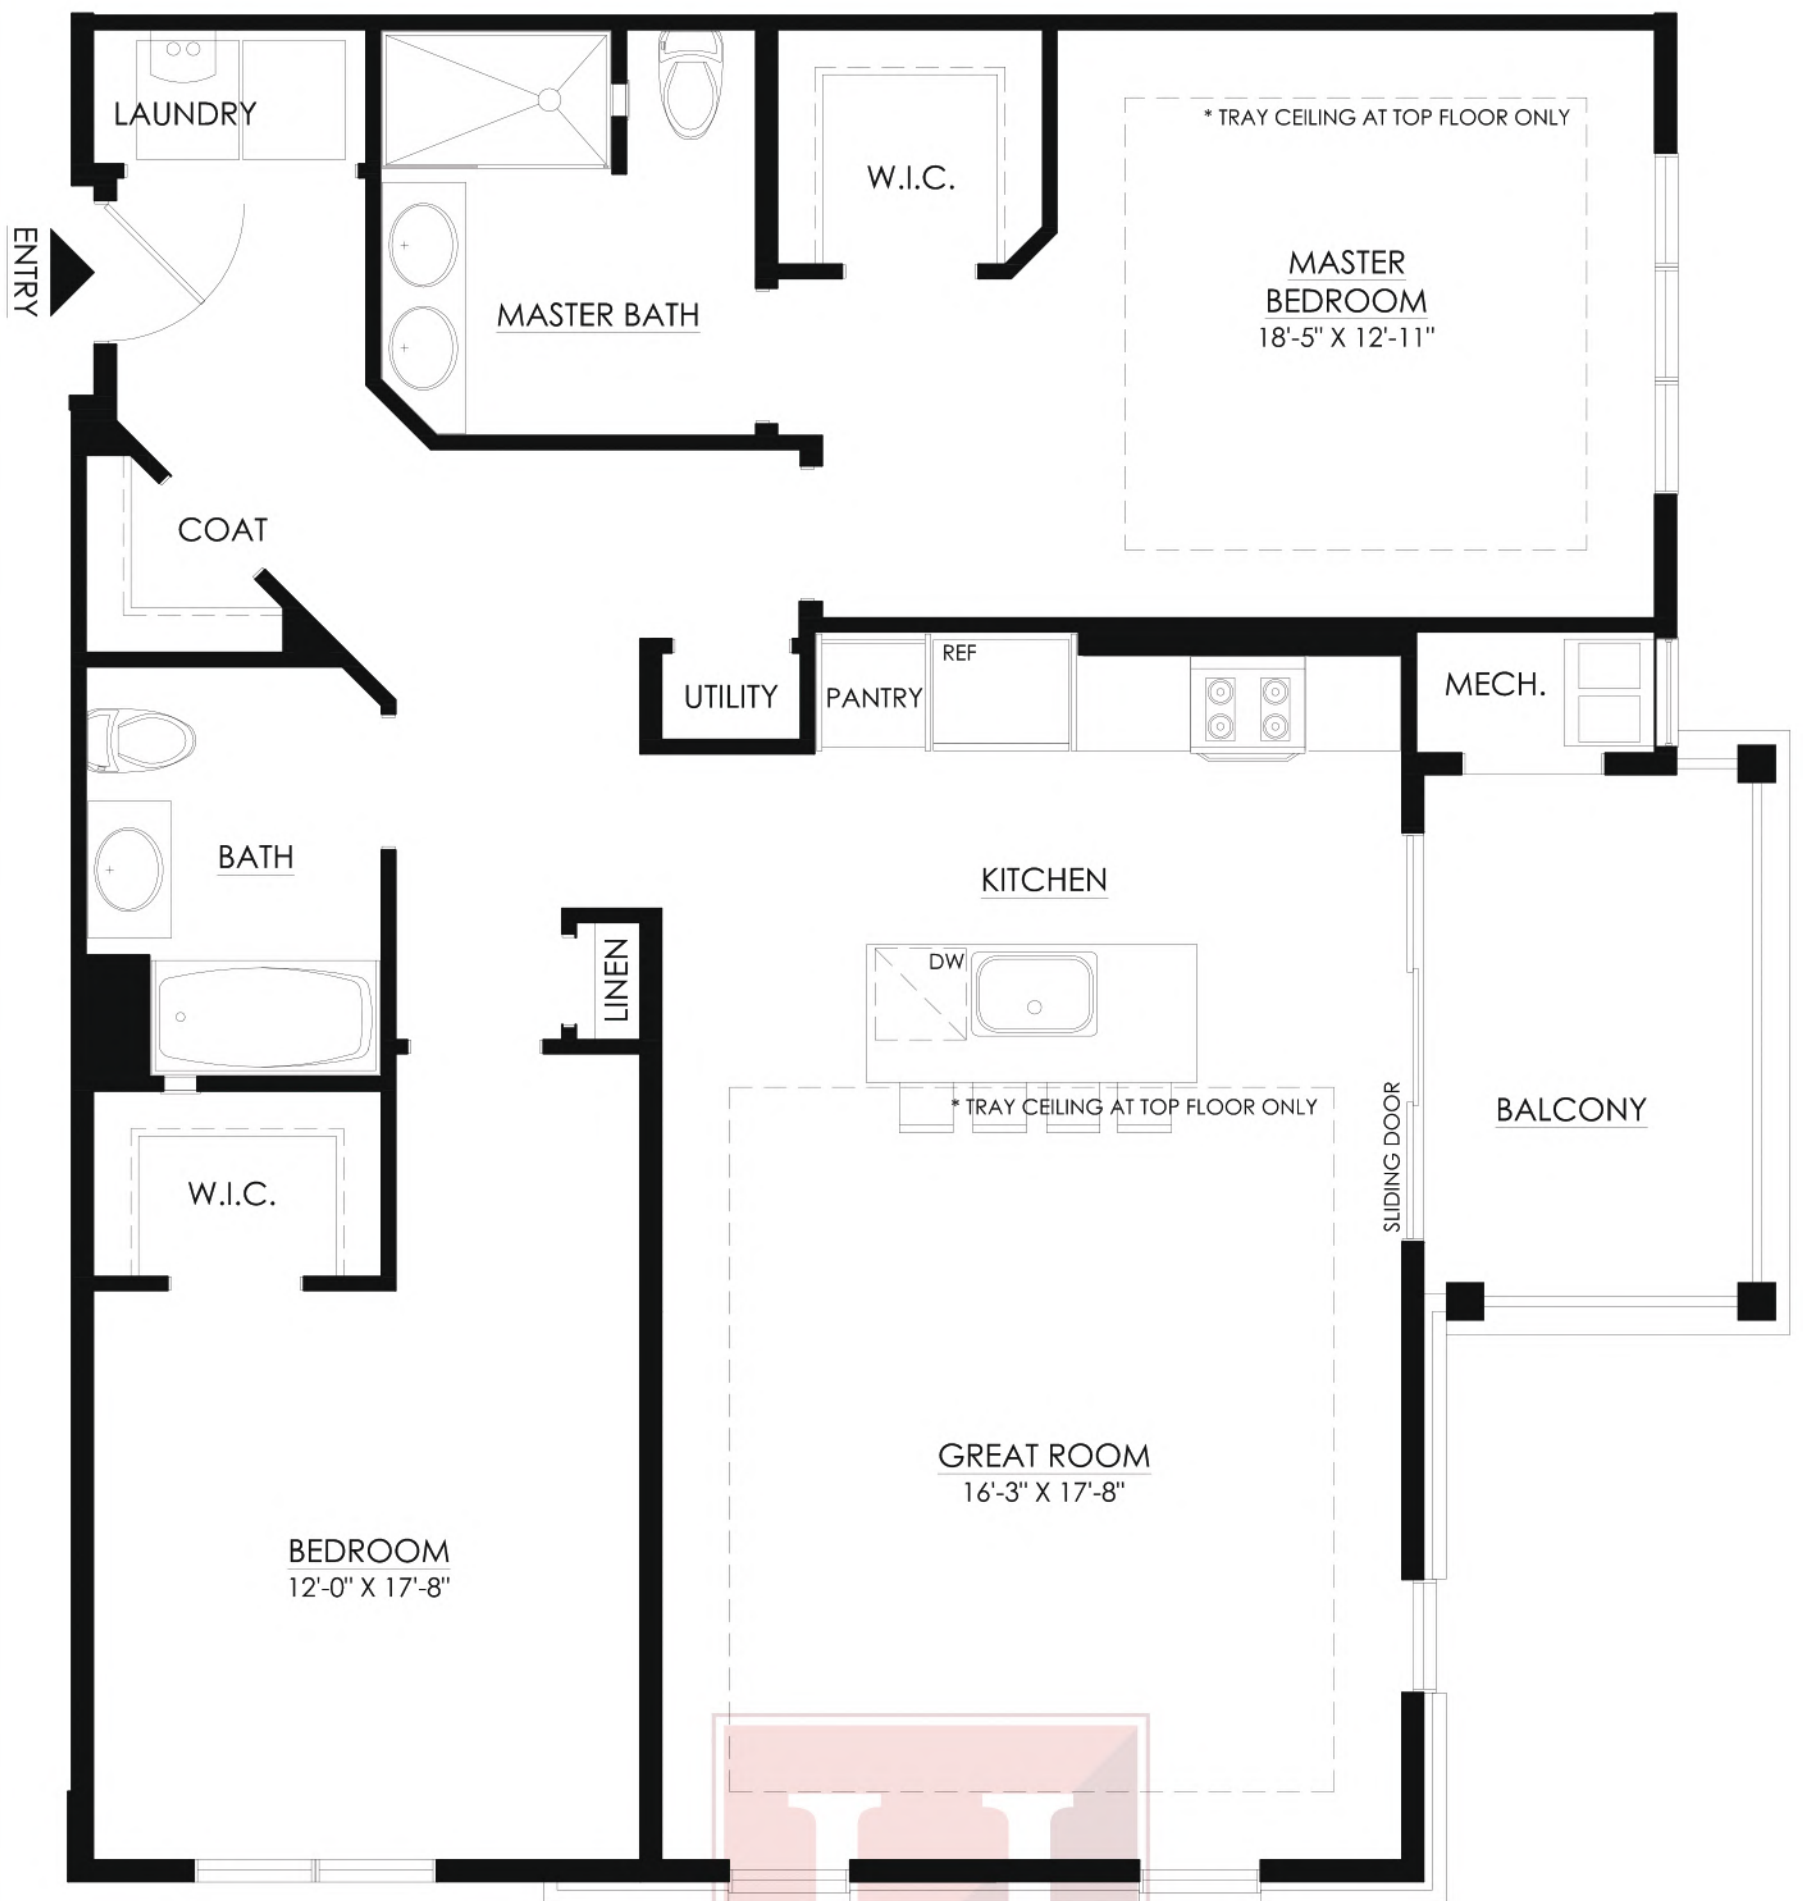 LAUNDRY
* TRAY CEILING AT TOP FLOOR ONLY
W.I.C.
ENTRY
MASTER BATH
MASTER
BEDROOM
18'-5" X 12'-11"
COAT
UTILITY
PANTRY
REF
MECH.
BATH
KITCHEN
LINEN
DW
* TRAY CEILING AT TOP FLOOR ONLY
SLIDING DOOR
BALCONY
W.I.C.
GREAT ROOM
16'-3" X 17'-8"
BEDROOM
12'-0" X 17'-8"